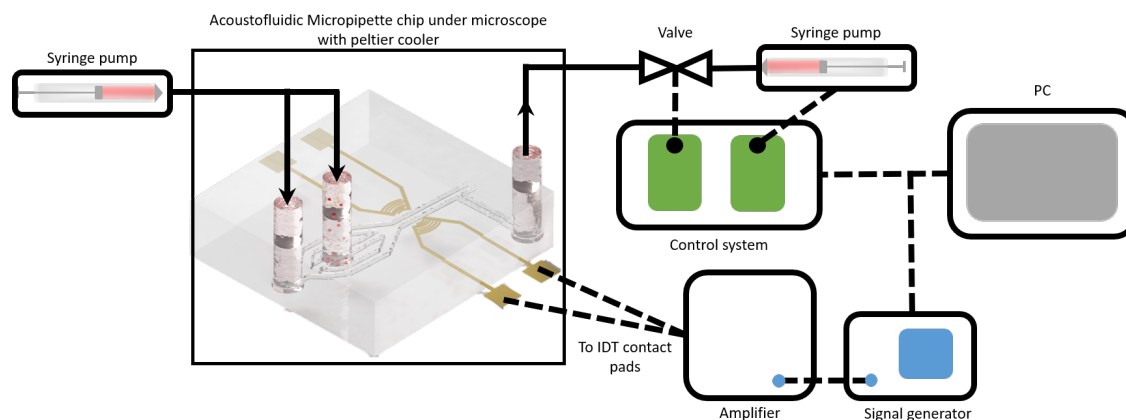 Acoustofluidic Micropipette chip under microscope
with peltier cooler
Syringe pump
Valve
Syringe pump
PC
Control system
To IDT contact
pads
Amplifier
Signal generator